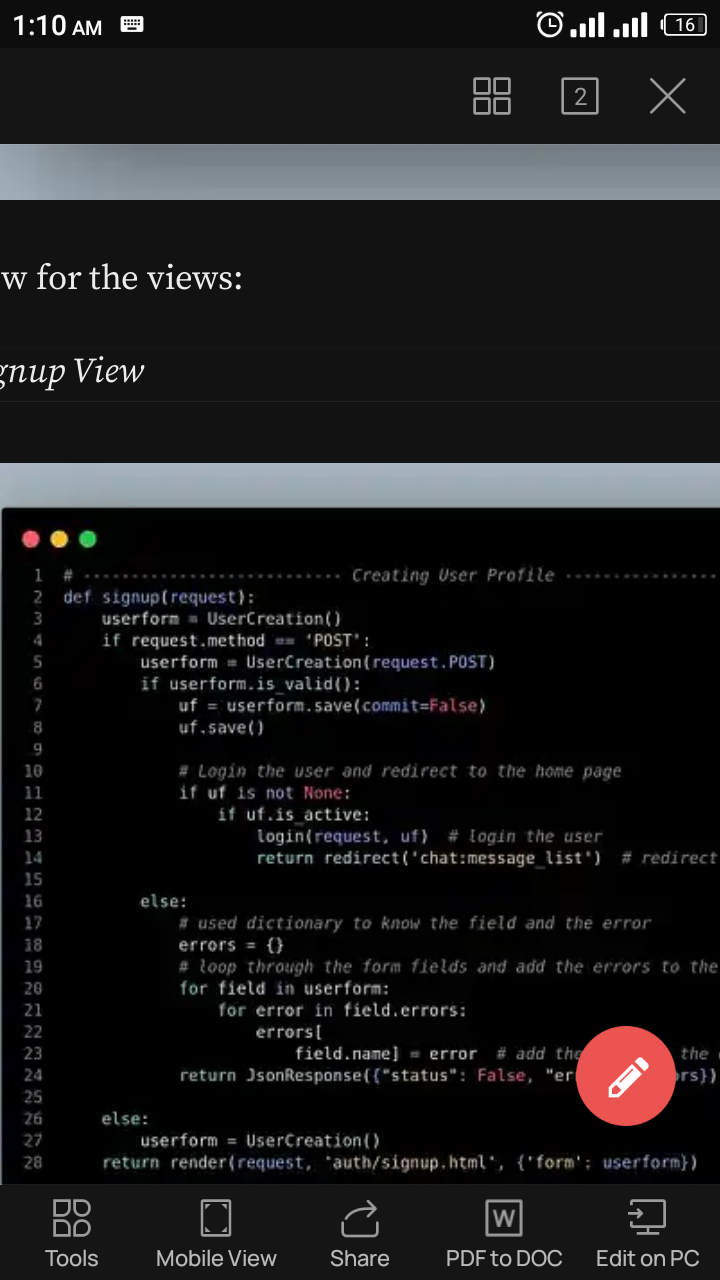 1:10 AM
16
2
w for the views:
gnup View
1 # --------------------------- Creating User Profile ----------------
2 def signup(request):
3 userform = UserCreation()
4 if request.method == 'POST':
5 userform = UserCreation(request.POST)
6 if userform.is_valid():
7 uf = userform.save(commit=False)
8 uf.save()
9
10 # Login the user and redirect to the home page
11 if uf is not None:
12 if uf.is_active:
13 login(request, uf) # login the user
14 return redirect('chat:message_list') # redirect
15
16 else:
17 # used dictionary to know the field and the error
18 errors = {}
19 # loop through the form fields and add the errors to the
20 for field in userform:
21 for error in field.errors:
22 errors[
23 field.name] = error # add the the
24 return JsonResponse({"status": False, "er rs})
25
26 else:
27 userform = UserCreation()
28 return render(request, 'auth/signup.html', {'form': userform})
Tools Mobile View Share PDF to DOC Edit on PC
W